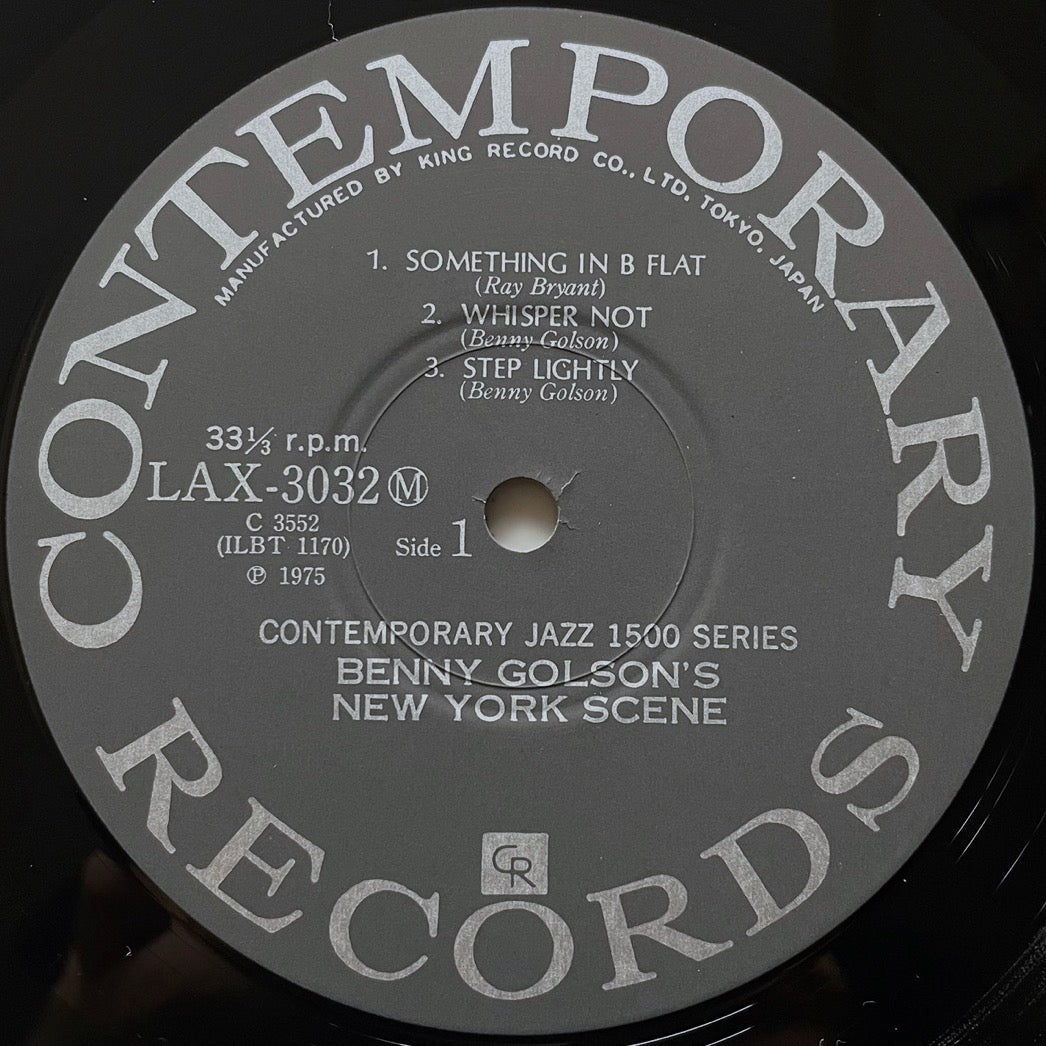 CONTEMPORARY
MANUFACTURED BY KING RECORD CO., LTD. TOKYO. JAPAN
1. SOMETHING IN B FLAT
(Ray Bryant)
2. WHISPER NOT
(Benny Golson)
3. STEP LIGHTLY
(Benny Golson)
33⅓ r.p.m.
LAX-3032 Ⓜ
C 3552
(ILBT 1170)
Side 1
℗ 1975
CONTEMPORARY JAZZ 1500 SERIES
BENNY GOLSON'S
NEW YORK SCENE
CR
RECORDS